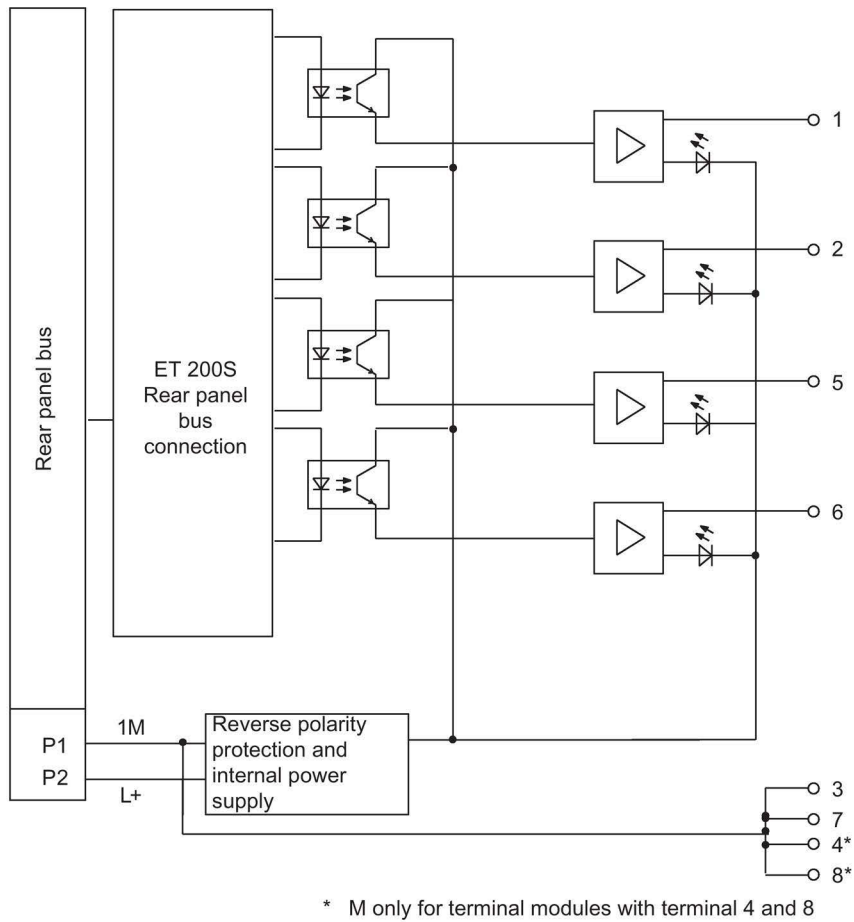 Rear panel bus
ET 200S
Rear panel
bus
connection
1
2
5
6
P1
P2
1M
L+
Reverse polarity
protection and
internal power
supply
3
7
4*
8*
* M only for terminal modules with terminal 4 and 8